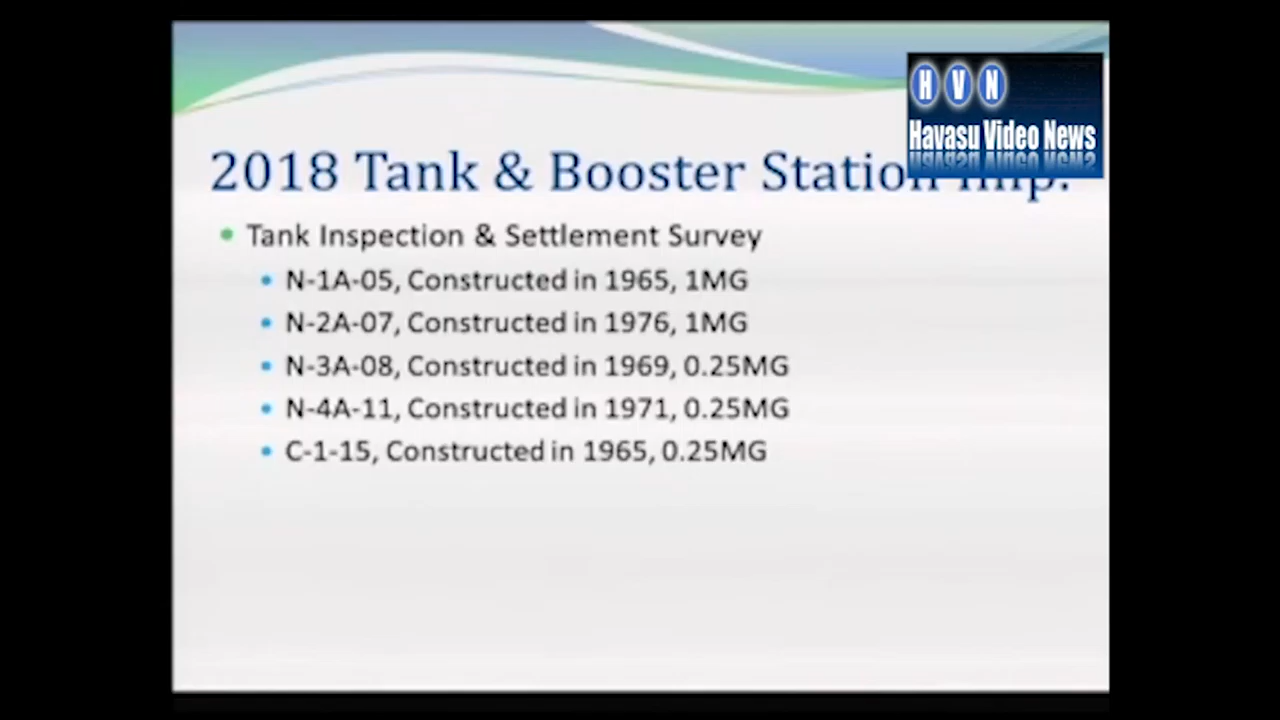 H V N
Havasu Video News
2018 Tank & Booster Station Imp.
Tank Inspection & Settlement Survey
N-1A-05, Constructed in 1965, 1MG
N-2A-07, Constructed in 1976, 1MG
N-3A-08, Constructed in 1969, 0.25MG
N-4A-11, Constructed in 1971, 0.25MG
C-1-15, Constructed in 1965, 0.25MG